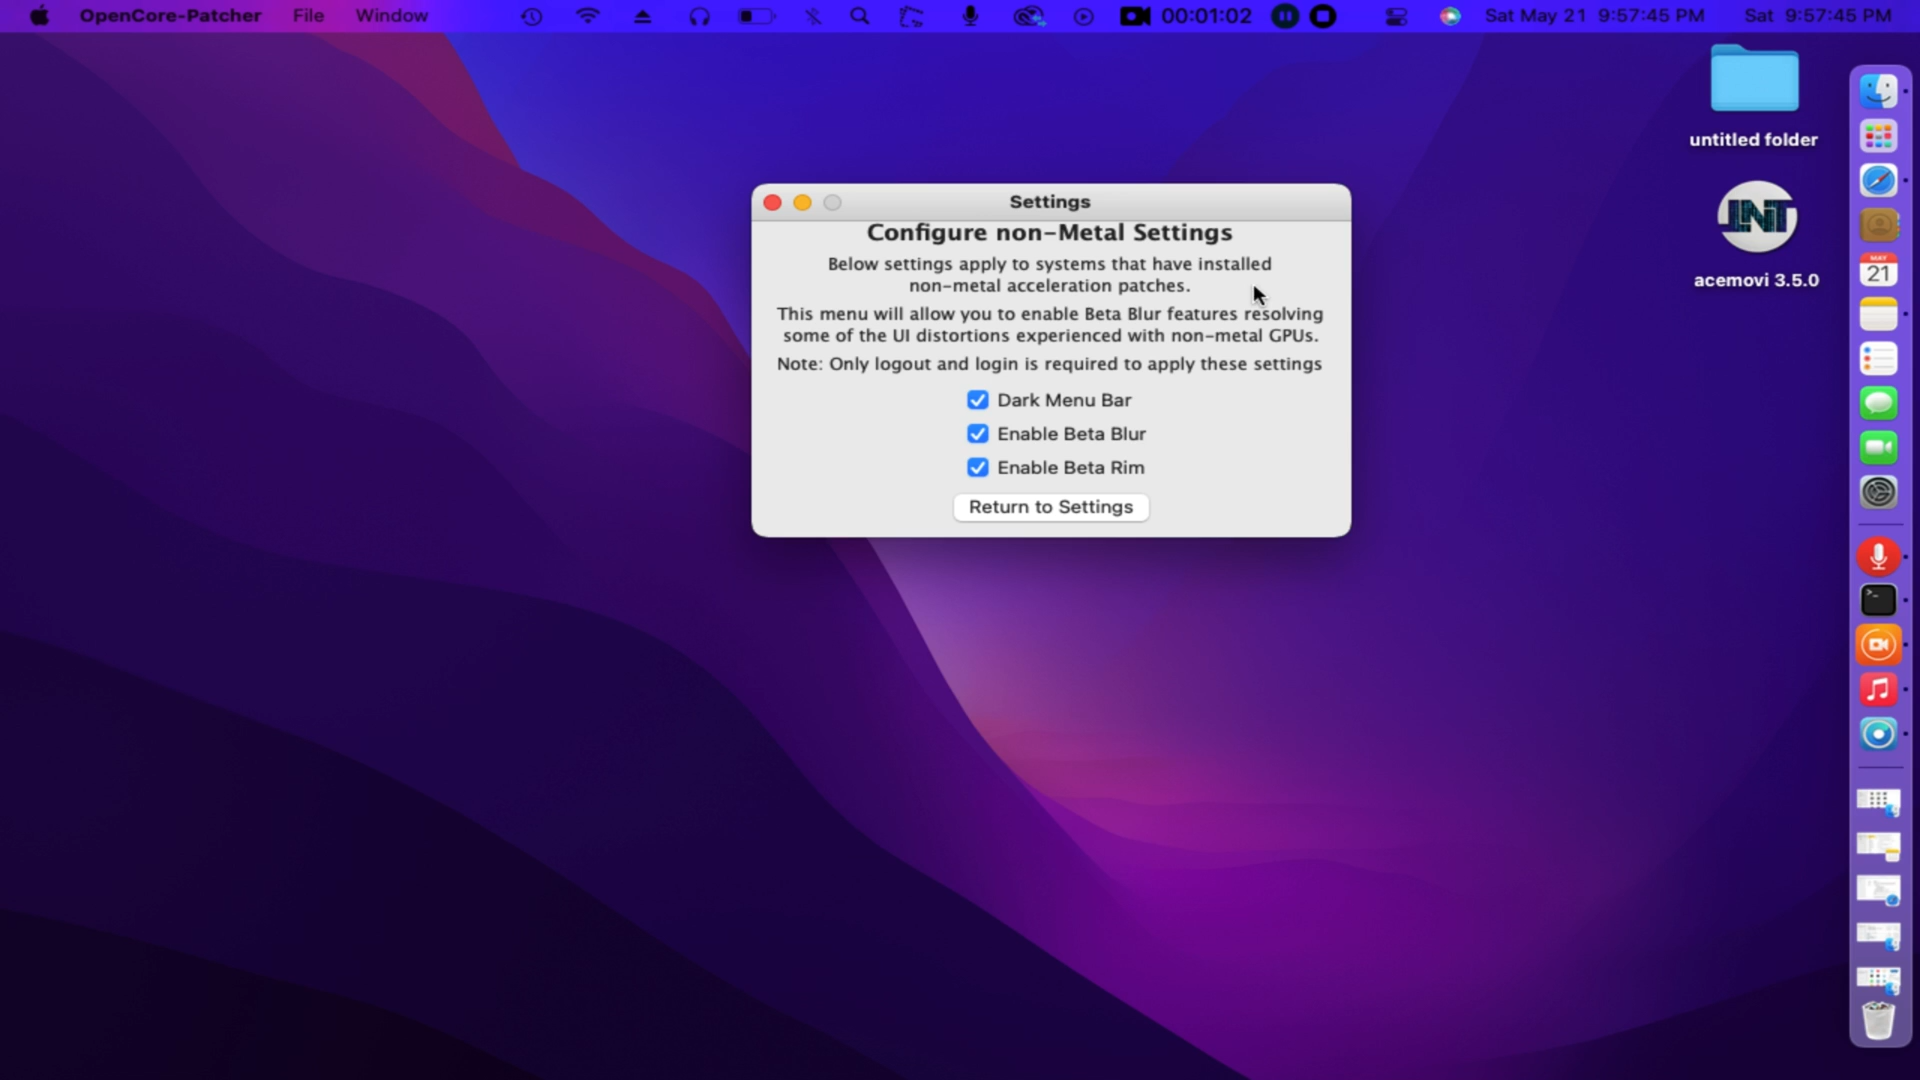 OpenCore-Patcher File Window 00:01:02 Sat May 21 9:57:45 PM Sat 9:57:45 PM
untitled folder
JNT
acemovi 3.5.0
MAY
21
Settings
Configure non-Metal Settings
Below settings apply to systems that have installed
non-metal acceleration patches.
This menu will allow you to enable Beta Blur features resolving
some of the UI distortions experienced with non-metal GPUs.
Note: Only logout and login is required to apply these settings
Dark Menu Bar
Enable Beta Blur
Enable Beta Rim
Return to Settings